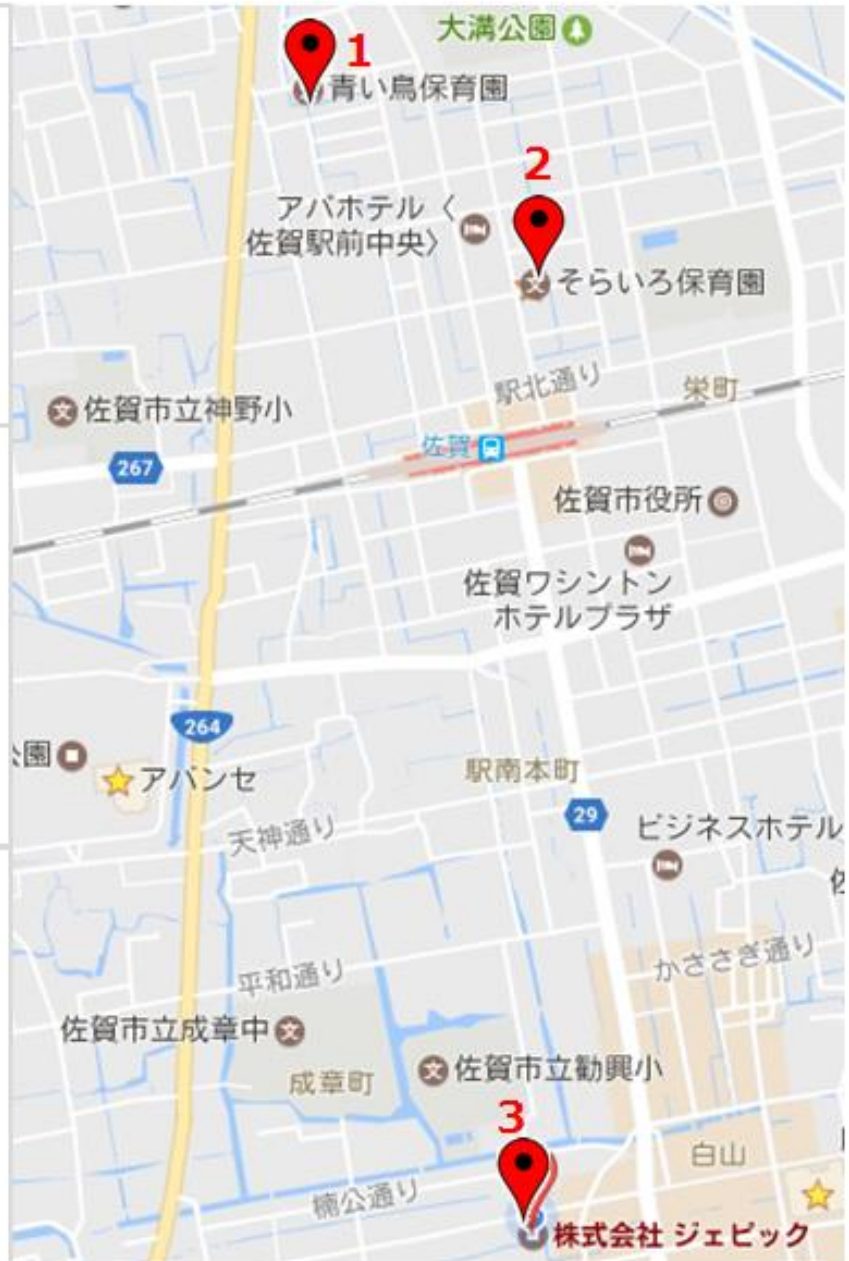 大溝公園
1
青い鳥保育園
2
アパホテル〈
佐賀駅前中央〉
そらいろ保育園
駅北通り
栄町
佐賀市立神野小
佐賀
267
佐賀市役所
佐賀ワシントン
ホテルプラザ
264
公園
アバンセ
駅南本町
29
ビジネスホテル
天神通り
かささぎ通り
平和通り
佐賀市立成章中
成章町
佐賀市立勧興小
3
白山
楠公通り
株式会社 ジェピック